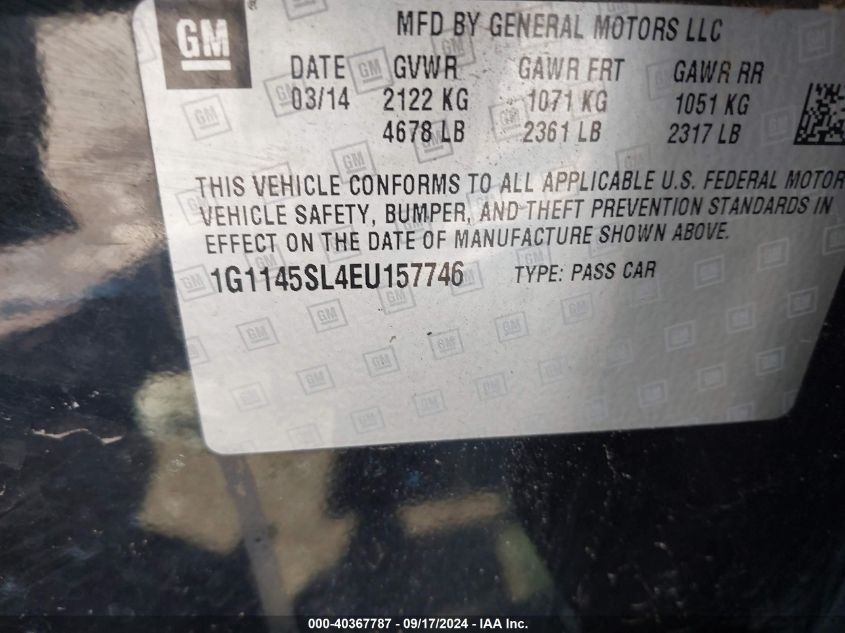 GM
MFD BY GENERAL MOTORS LLC
DATE GVWR GAWR FRT GAWR RR
03/14 2122 KG 1071 KG 1051 KG
4678 LB 2361 LB 2317 LB
THIS VEHICLE CONFORMS TO ALL APPLICABLE U.S. FEDERAL MOTOR
VEHICLE SAFETY, BUMPER, AND THEFT PREVENTION STANDARDS IN
EFFECT ON THE DATE OF MANUFACTURE SHOWN ABOVE.
1G1145SL4EU157746 TYPE: PASS CAR
000-40367787 - 09/17/2024 - IAA Inc.